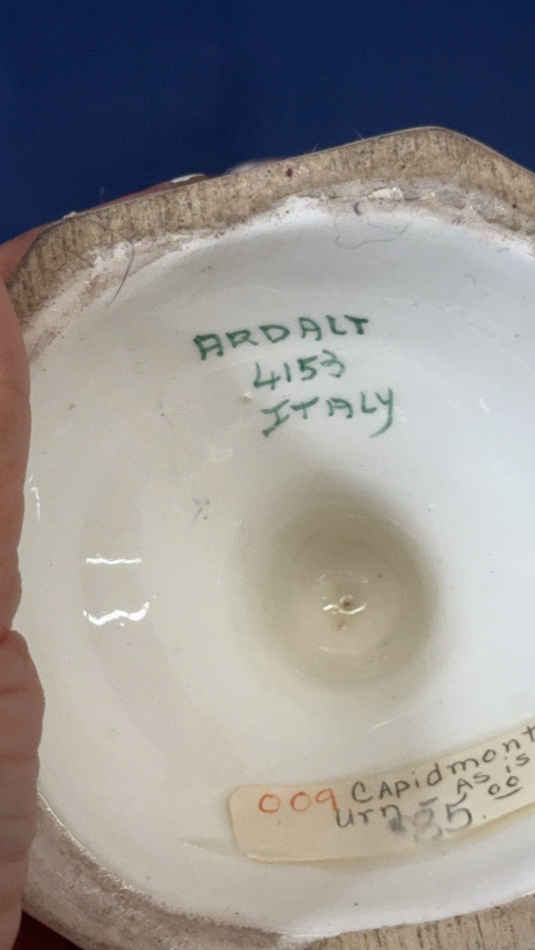 ARDALT
4153
ITALY
009 CAPidmont
urn - AS is
85.00